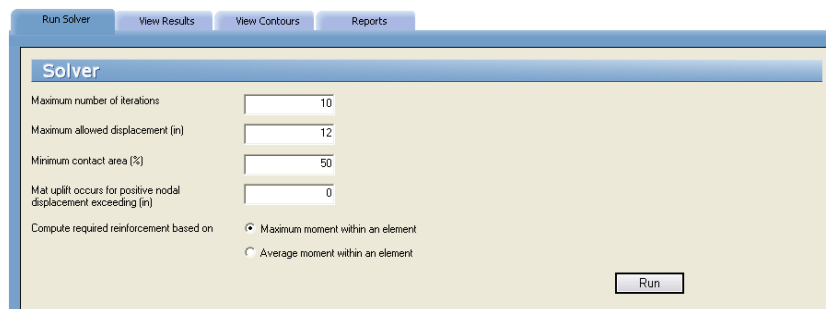 Run Solver View Results View Contours Reports
Solver
Maximum number of iterations 10
Maximum allowed displacement (in) 12
Minimum contact area (%) 50
Mat uplift occurs for positive nodal
displacement exceeding (in) 0
Compute required reinforcement based on Maximum moment within an element
Average moment within an element
Run